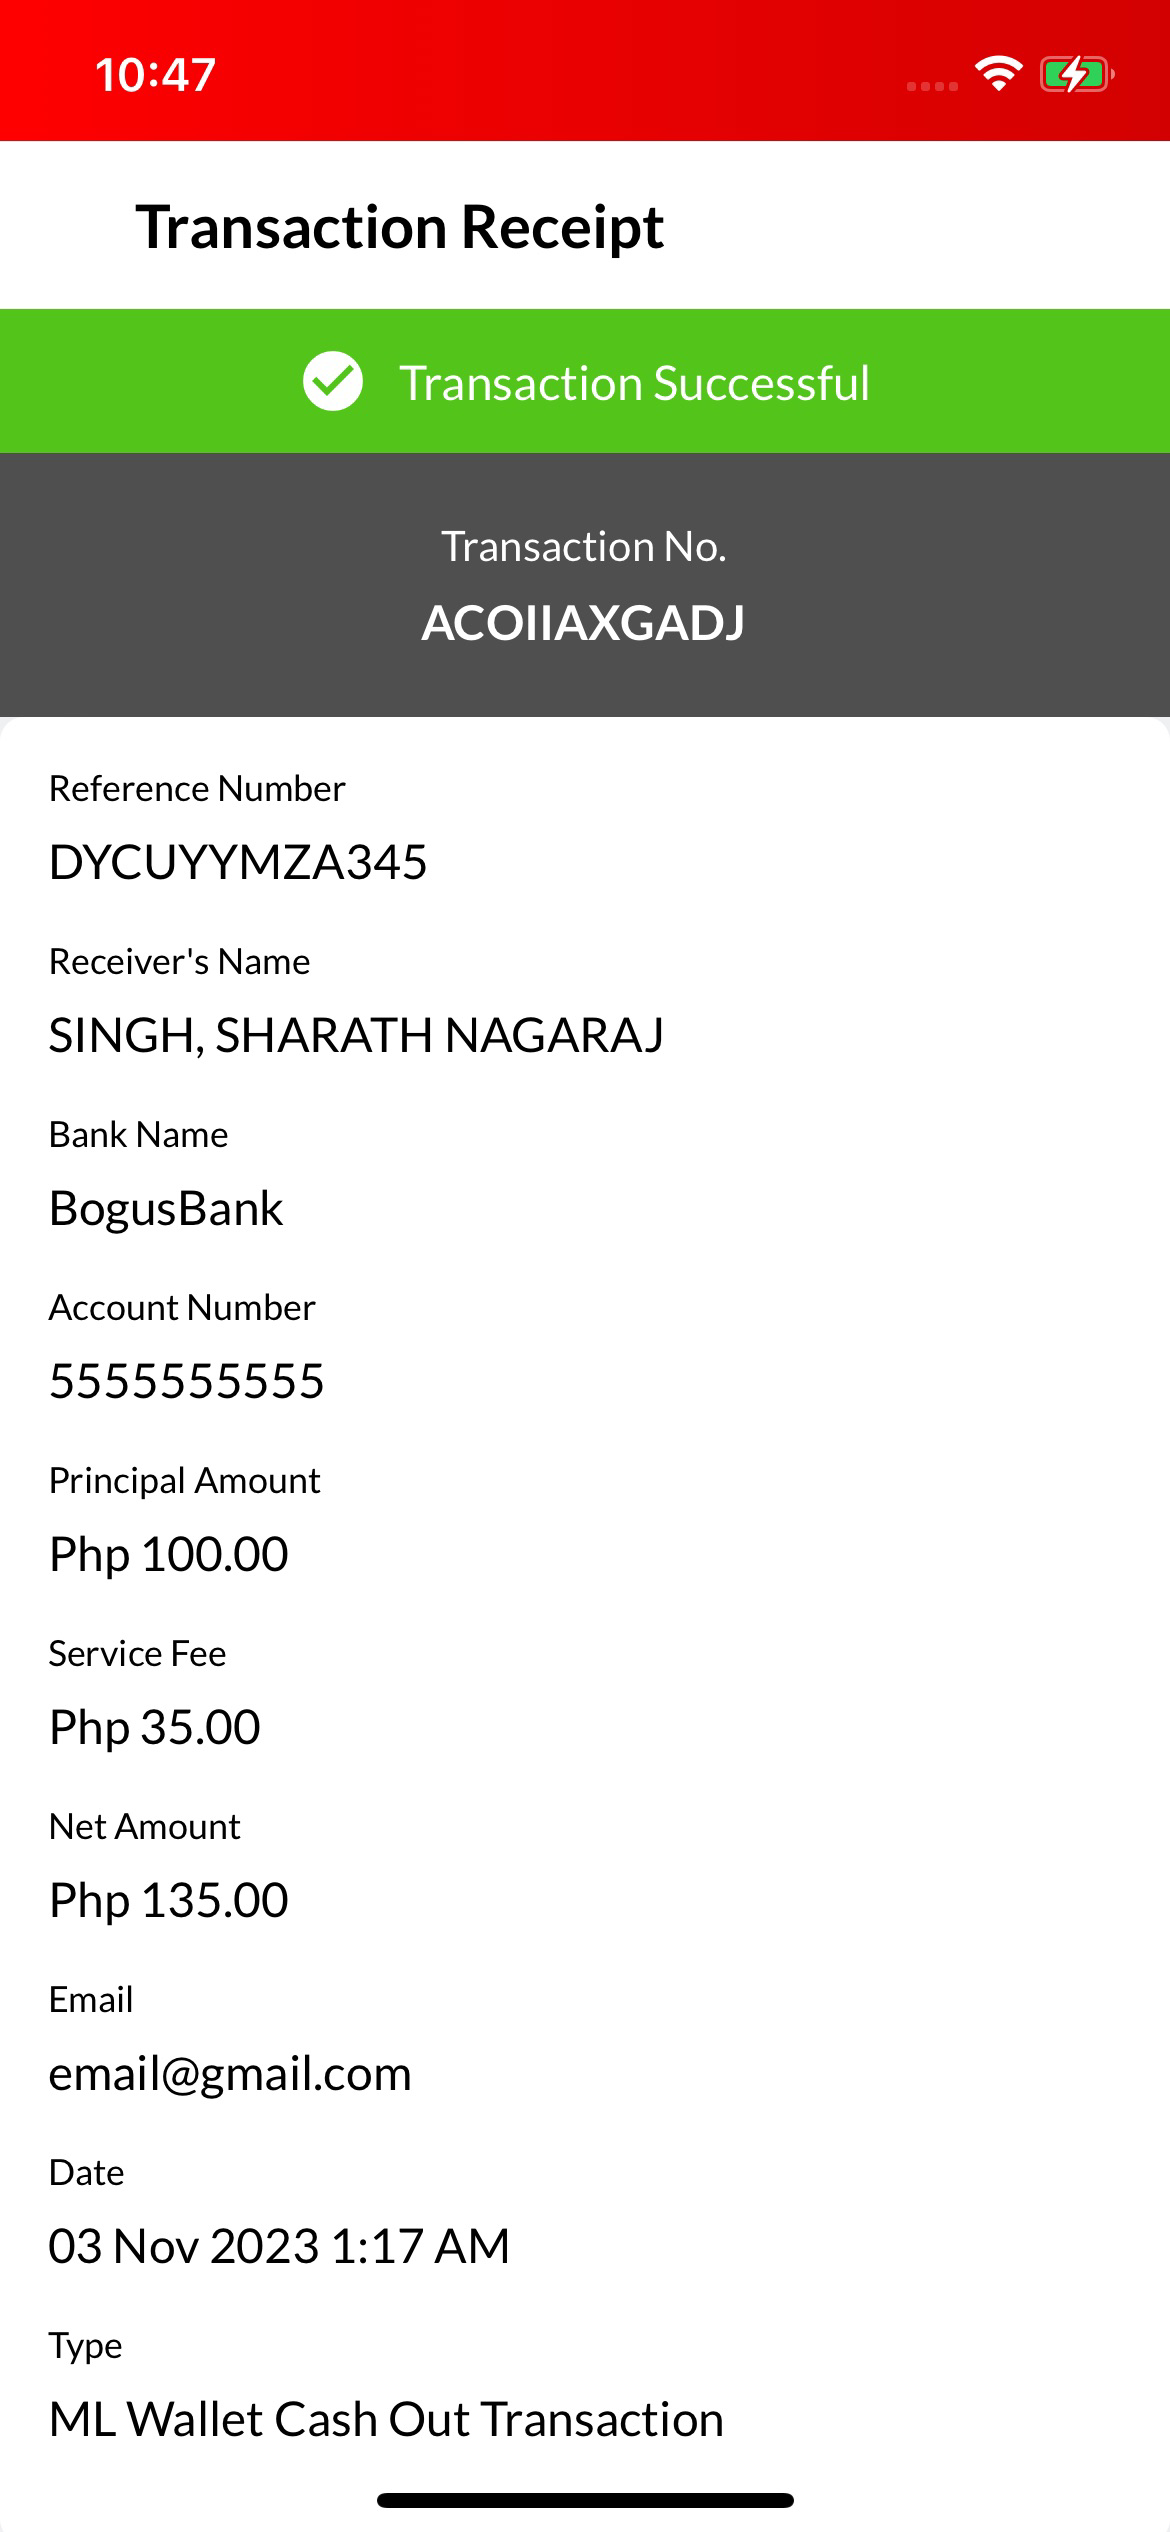 10:47
Transaction Receipt
Transaction Successful
Transaction No.
ACOIIAXGADJ
Reference Number
DYCUYYMZA345
Receiver's Name
SINGH, SHARATH NAGARAJ
Bank Name
BogusBank
Account Number
5555555555
Principal Amount
Php 100.00
Service Fee
Php 35.00
Net Amount
Php 135.00
Email
email@gmail.com
Date
03 Nov 2023 1:17 AM
Type
ML Wallet Cash Out Transaction